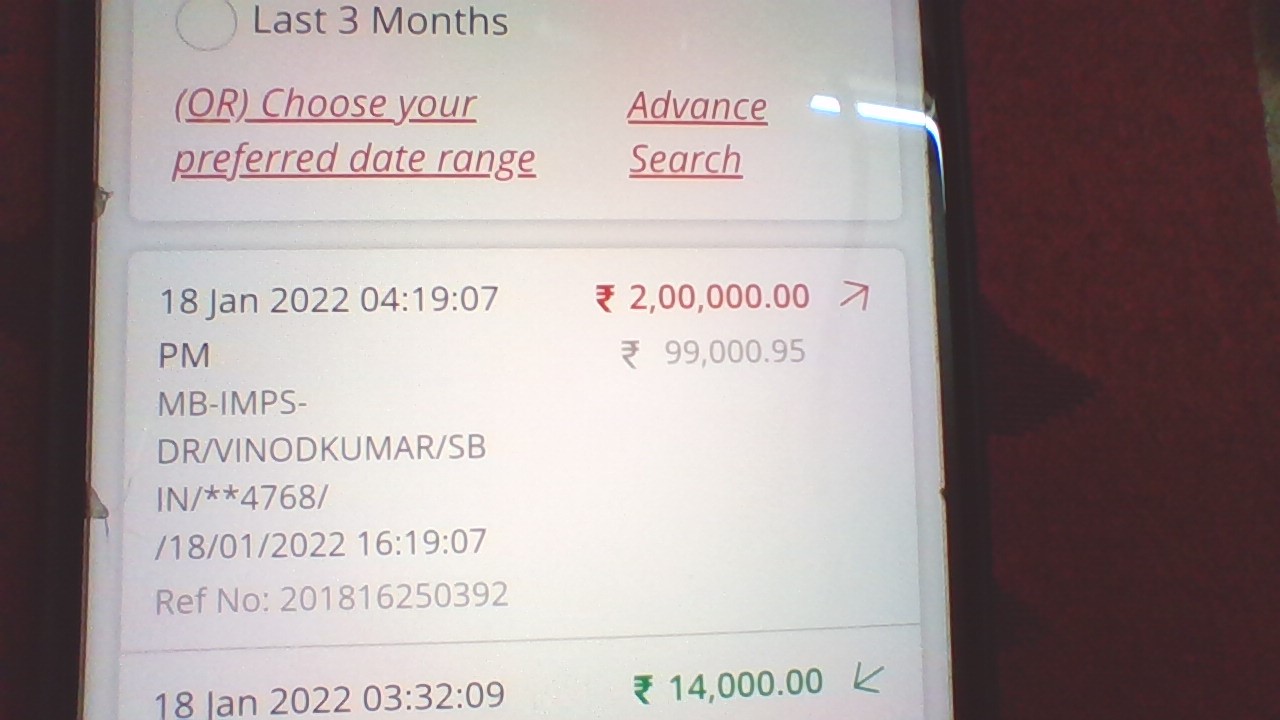 Last 3 Months
(OR) Choose your
preferred date range
Advance
Search
18 Jan 2022 04:19:07
PM
₹ 2,00,000.00
₹ 99,000.95
MB-IMPS-
DR/VINODKUMAR/SB
IN/**4768/
/18/01/2022 16:19:07
Ref No: 201816250392
18 Jan 2022 03:32:09
₹ 14,000.00